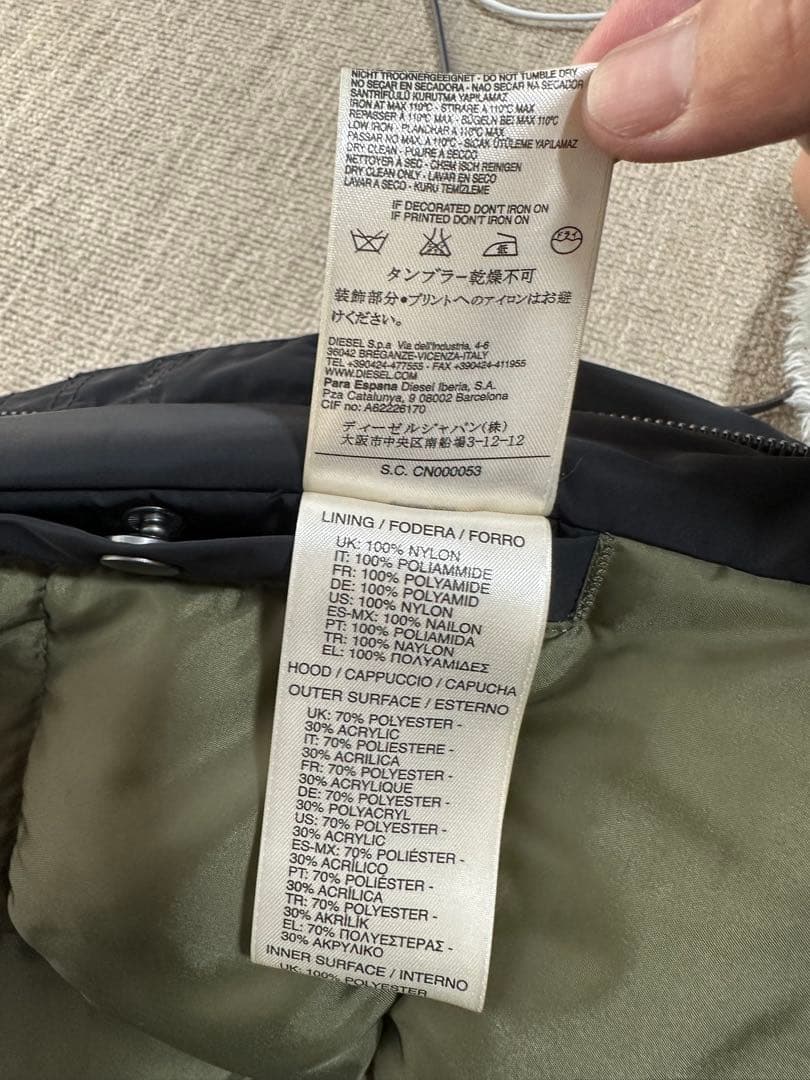 NICHT TROCKNERGEEIGNET - DO NOT TUMBLE DRY
NO SECAR EN SECADORA - NAO SECAR NA SECADOR
SANTRİFÜLÜ KURUTMA YAPILAMAZ
IRON AT MAX 110°C - STIRARE A 110°C MAX
REPASSER A 110°C MAX - BÜGELN BEI MAX 110°C
LOW IRON - PLANCHAR A 110°C MAX
PASSAR NO MAX. A 110°C - SICAK ÜTÜLEME YAPILAMAZ
DRY CLEAN - PULIRE A SECCO
NETTOYER A SEC - CHEMISCH REINIGEN
DRY CLEAN ONLY - LAVAR EN SECO
LAVAR A SECO - KURU TEMİZLEME
IF DECORATED DON'T IRON ON
IF PRINTED DON'T IRON ON
低
タンブラー乾燥不可
装飾部分●プリントへのアイロンはお避
けください。
DIESEL S.p.a Via dell'Industria, 4-6
36042 BREGANZE-VICENZA-ITALY
TEL +390424-477555 - FAX +390424-411955
WWW.DIESEL.COM
Para Espana Diesel Iberia, S.A.
Pza Catalunya, 9 08002 Barcelona
CIF no: A62226170
ディーゼルジャパン(株)
大阪市中央区南船場3-12-12
S.C. CN000053
LINING / FODERA / FORRO
UK: 100% NYLON
IT: 100% POLIAMMIDE
FR: 100% POLYAMIDE
DE: 100% POLYAMID
US: 100% NYLON
ES-MX: 100% NAILON
PT: 100% POLIAMIDA
TR: 100% NAYLON
EL: 100% ΠΟΛΥΑΜΙΔΕΣ
HOOD / CAPPUCCIO / CAPUCHA
OUTER SURFACE / ESTERNO
UK: 70% POLYESTER -
30% ACRYLIC
IT: 70% POLIESTERE -
30% ACRILICA
FR: 70% POLYESTER -
30% ACRYLIQUE
DE: 70% POLYESTER -
30% POLYACRYL
US: 70% POLYESTER -
30% ACRYLIC
ES-MX: 70% POLIÉSTER -
30% ACRÍLICO
PT: 70% POLIÉSTER -
30% ACRÍLICA
TR: 70% POLYESTER -
30% AKRİLİK
EL: 70% ΠΟΛΥΕΣΤΕΡΑΣ -
30% ΑΚΡΥΛΙΚΟ
INNER SURFACE / INTERNO
UK: 100% POLYESTER